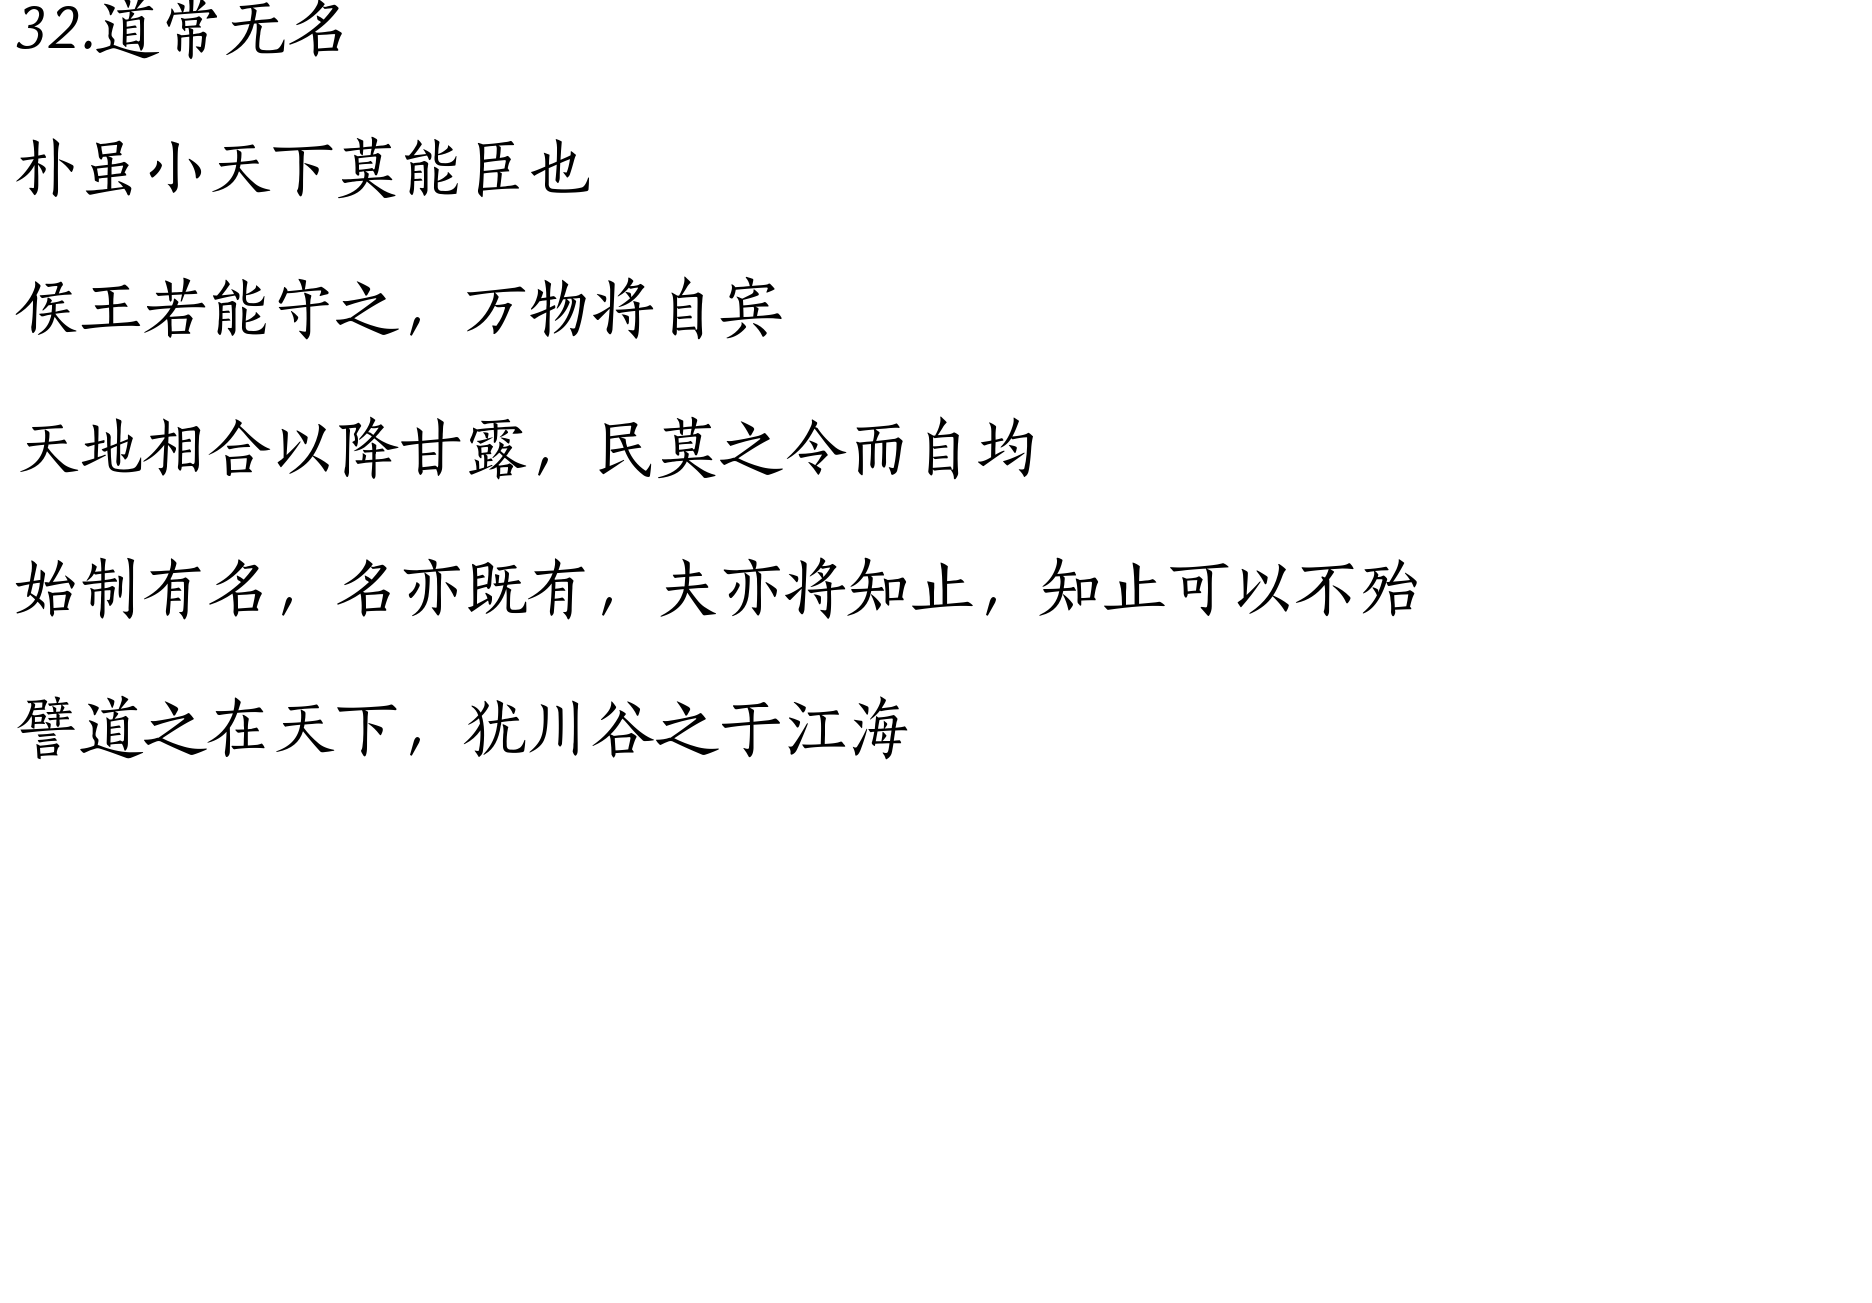 32.道常无名
朴虽小天下莫能臣也
侯王若能守之，万物将自宾
天地相合以降甘露，民莫之令而自均
始制有名，名亦既有，夫亦将知止，知止可以不殆
譬道之在天下，犹川谷之于江海